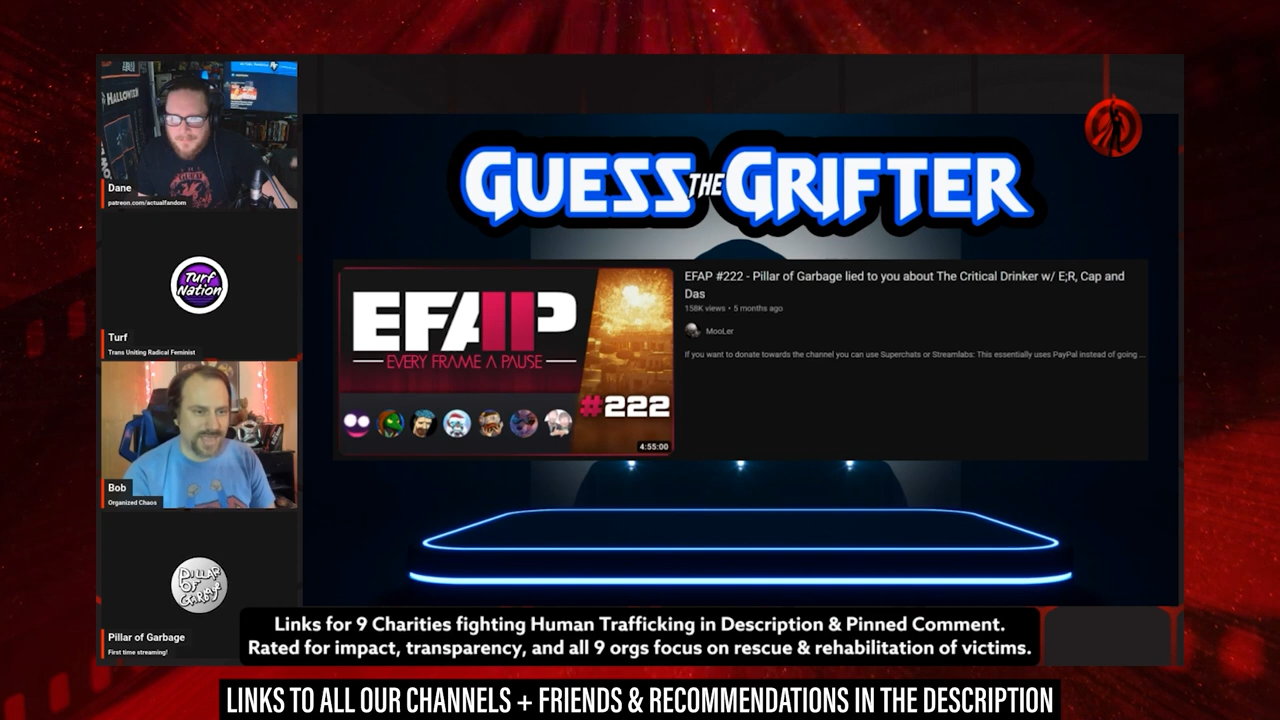 HALLOWEEN
Dane
patreon.com/actualfandom
Turf
Nation
Turf
Trans Uniting Radical Feminist
Bob
Organized Chaos
PILLAR
OF
GARBAGE
Pillar of Garbage
First time streaming!
GUESS THE GRIFTER
EFAP
EVERY FRAME A PAUSE
#222
4:55:00
EFAP #222 - Pillar of Garbage lied to you about The Critical Drinker w/ E;R, Cap and
Das
158K views • 5 months ago
MooLer
If you want to donate towards the channel you can use Superchats or Streamlabs: This essentially uses PayPal instead of going ...
Links for 9 Charities fighting Human Trafficking in Description & Pinned Comment.
Rated for impact, transparency, and all 9 orgs focus on rescue & rehabilitation of victims.
LINKS TO ALL OUR CHANNELS + FRIENDS & RECOMMENDATIONS IN THE DESCRIPTION